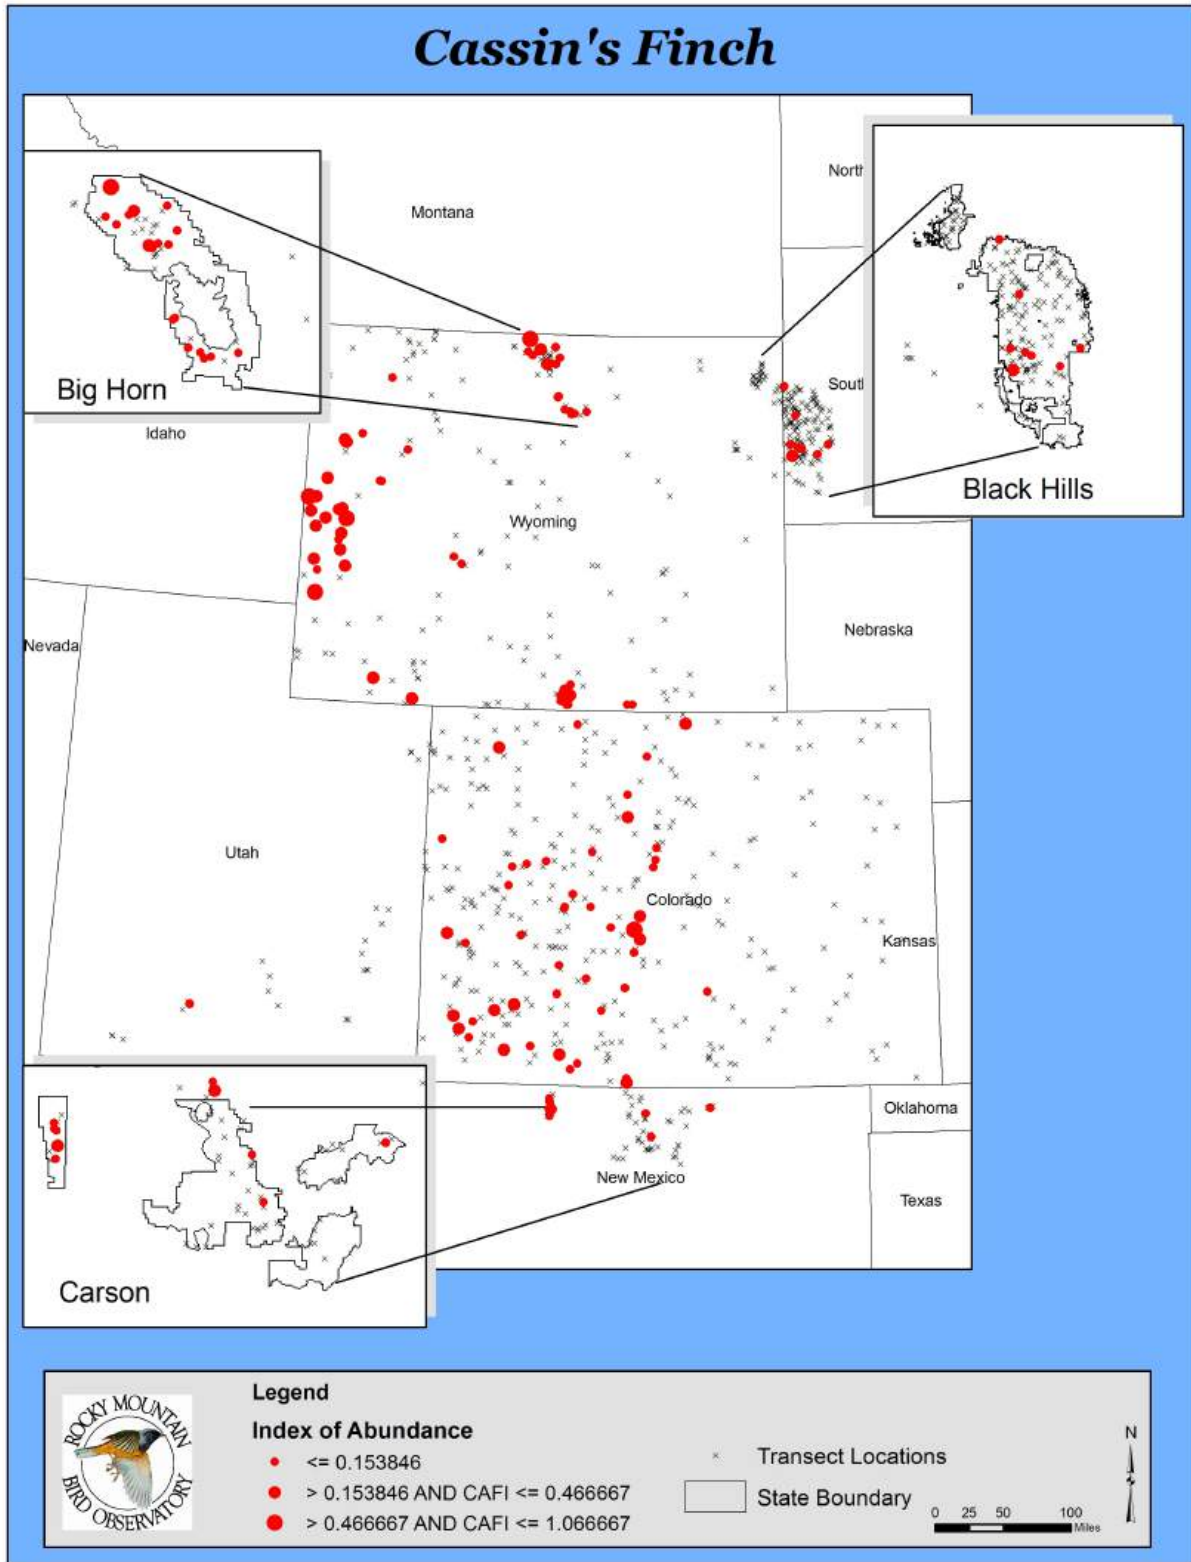 Cassin's Finch
North
Montana
Big Horn
Idaho
South
Black Hills
Wyoming
Nevada
Nebraska
Utah
Colorado
Kansas
Oklahoma
New Mexico
Texas
Carson
ROCKY MOUNTAIN
BIRD OBSERVATORY
Legend
Index of Abundance
<= 0.153846
> 0.153846 AND CAFI <= 0.466667
> 0.466667 AND CAFI <= 1.066667
Transect Locations
State Boundary
N
0 25 50 100
Miles